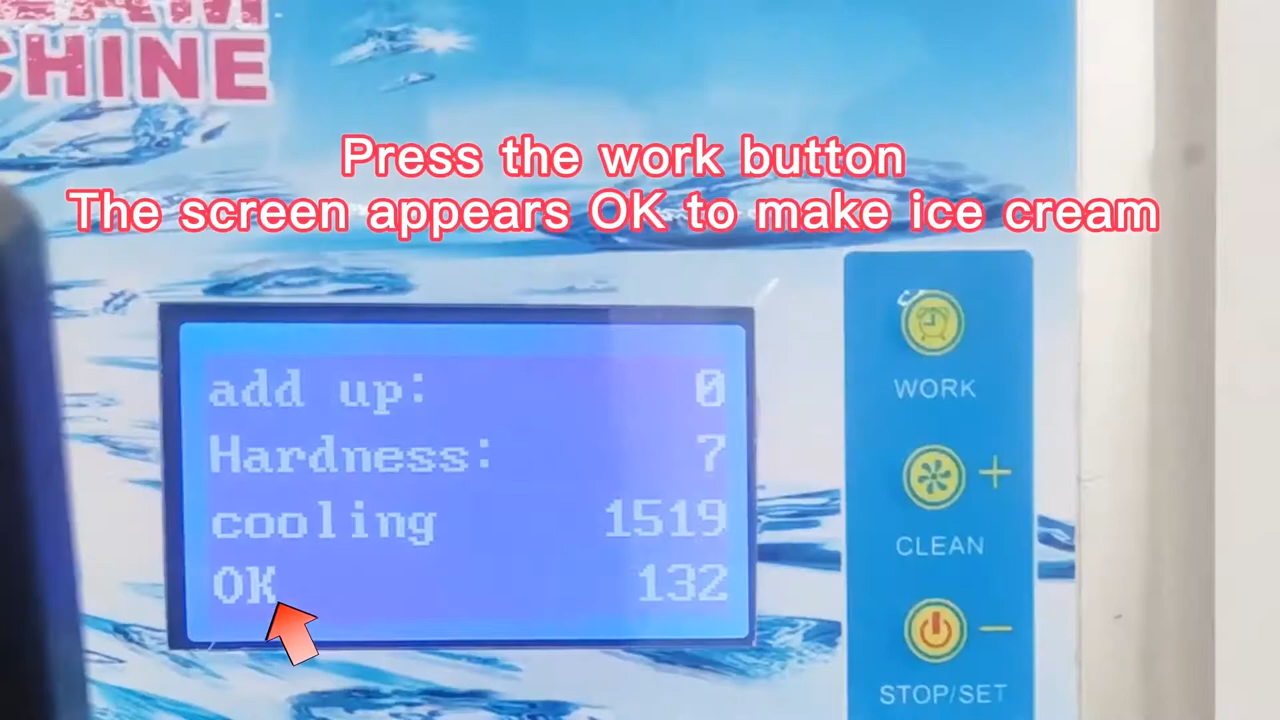 CHINE
Press the work button
The screen appears OK to make ice cream
add up: 0
Hardness: 7
cooling 1519
OK 132
WORK
CLEAN +
STOP/SET −